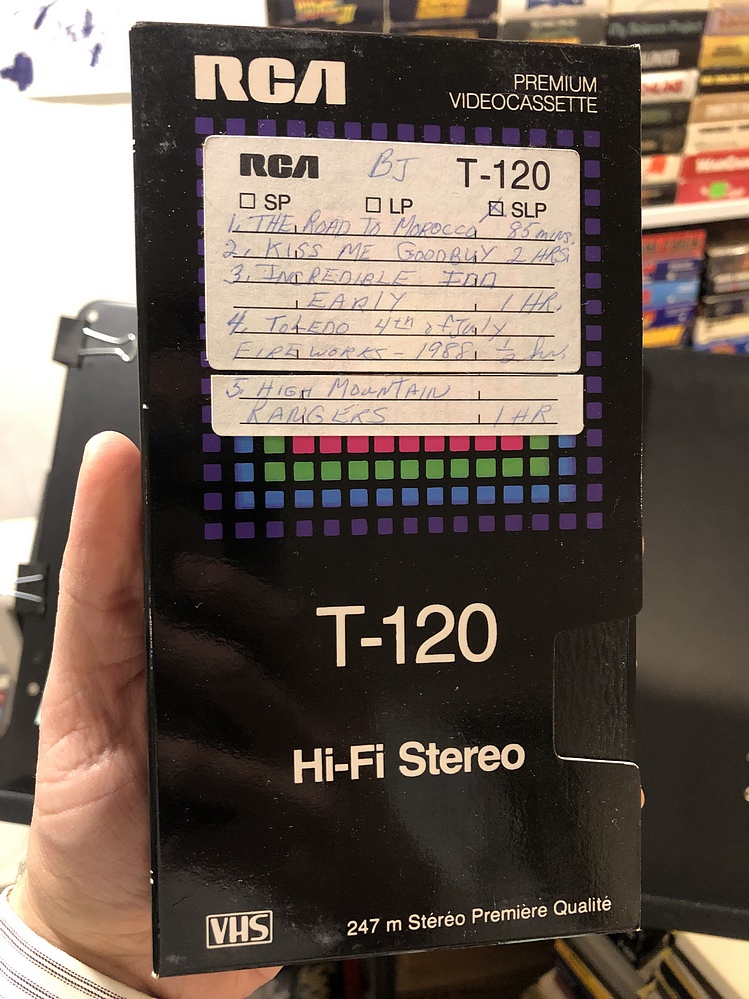 RCA
PREMIUM
VIDEOCASSETTE
RCA BJ T-120
SP LP SLP
1. THE ROAD TO MOROCCO 85 mins.
2. KISS ME GOODBUY 2 HRS.
3. INCREDIBLE IDA
EARLY 1 HR.
4. TOLEDO 4th of July
FIREWORKS - 1988 ½ hr.
5. HIGH MOUNTAIN
RANGERS 1 HR
T-120
Hi-Fi Stereo
VHS 247 m Stéréo Première Qualité